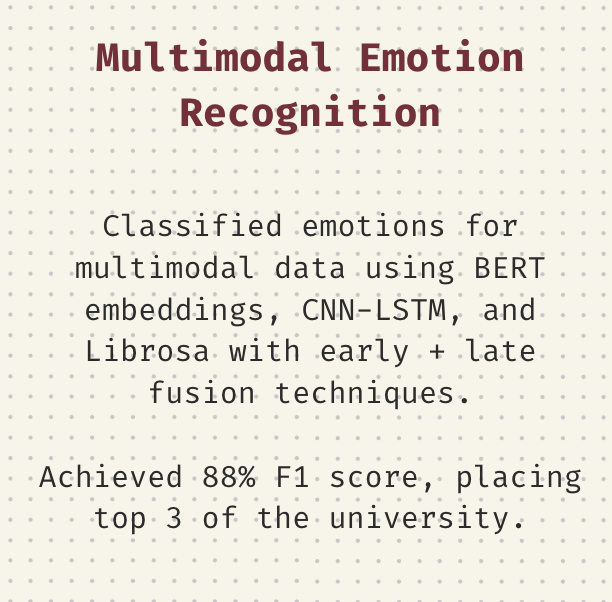 Multimodal Emotion
Recognition
Classified emotions for
multimodal data using BERT
embeddings, CNN-LSTM, and
Librosa with early + late
fusion techniques.
Achieved 88% F1 score, placing
top 3 of the university.